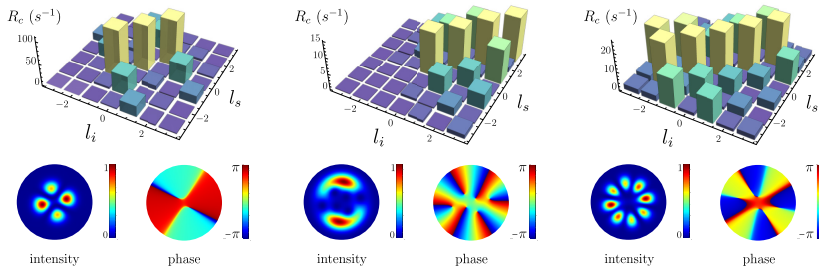 R_c (s^{-1})
100
50
0
−2
0
2
l_i
−2
0
2
l_s
R_c (s^{-1})
15
10
5
0
−2
0
2
l_i
−2
0
2
l_s
R_c (s^{-1})
20
10
0
−2
0
2
l_i
−2
0
2
l_s
1
0
π
−π
intensity
phase
1
0
π
−π
intensity
phase
1
0
π
−π
intensity
phase